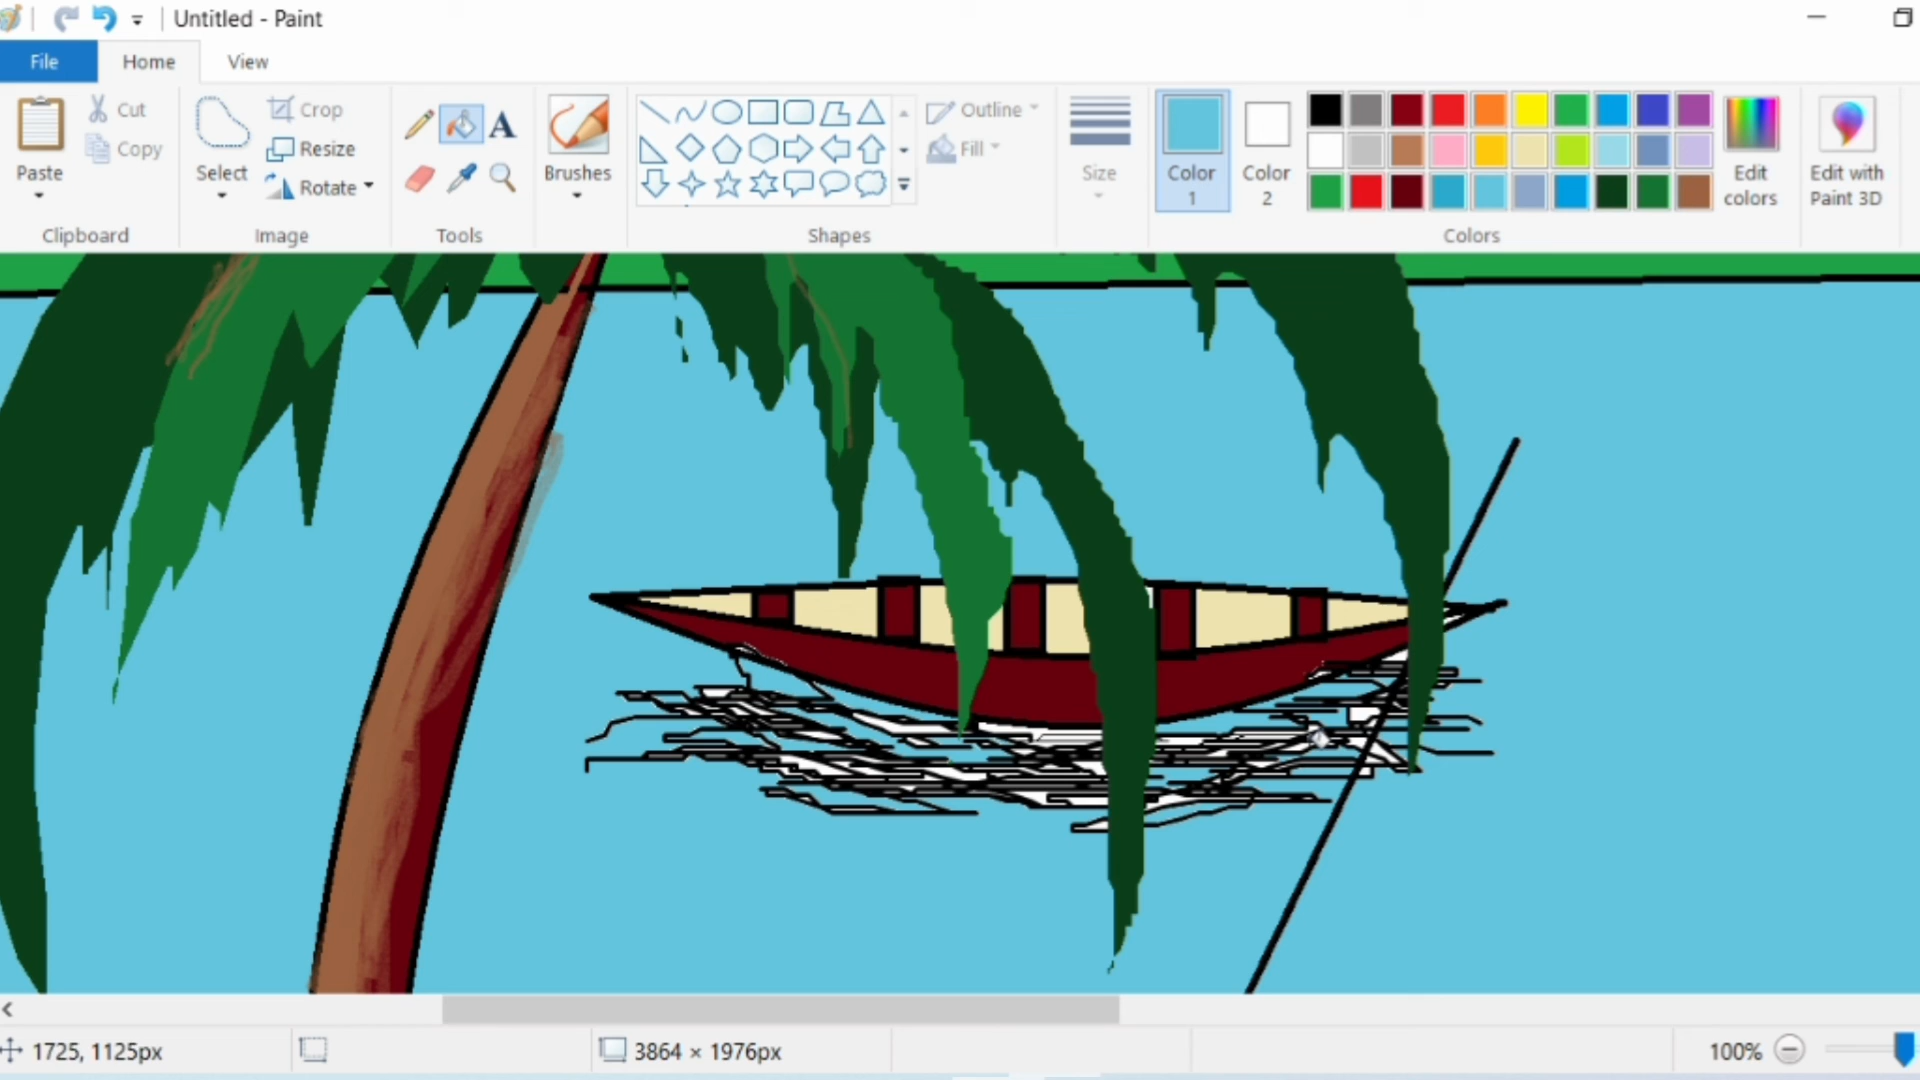 Untitled - Paint
File Home View
Paste Cut Copy
Clipboard
Select Crop Resize Rotate
Image
A
Tools
Brushes
Shapes
Outline
Fill
Size
Color 1
Color 2
Edit colors
Colors
Edit with Paint 3D
1725, 1125px
3864 × 1976px
100%